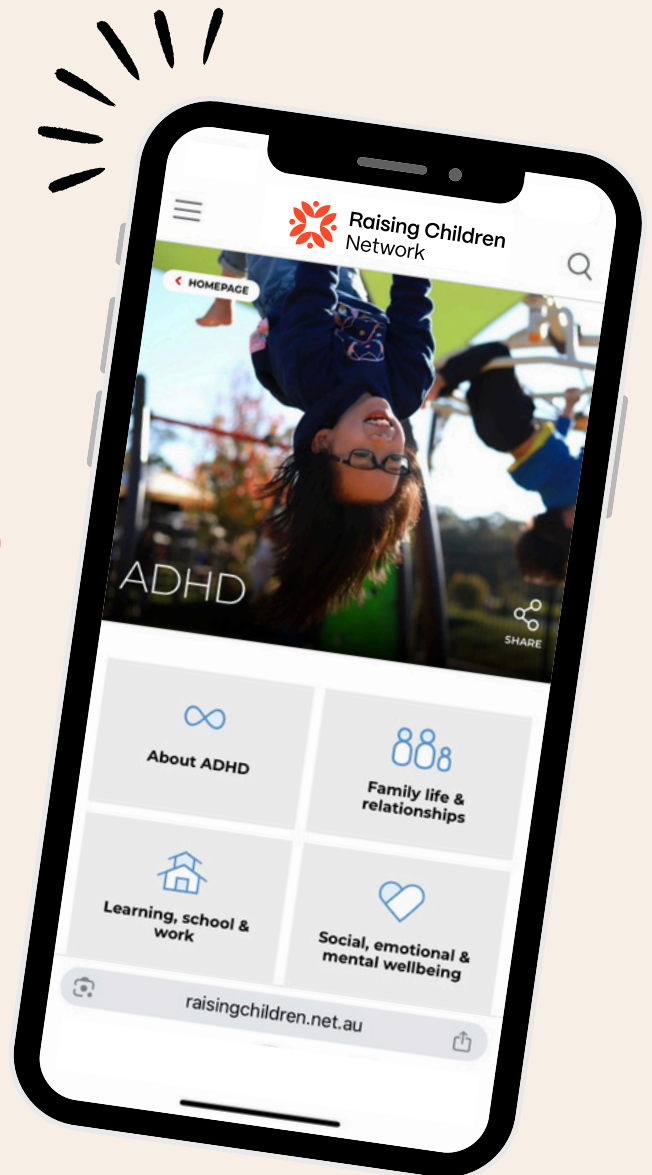 Raising Children
Network
HOMEPAGE
ADHD
SHARE
About ADHD
Family life &
relationships
Learning, school &
work
Social, emotional &
mental wellbeing
raisingchildren.net.au